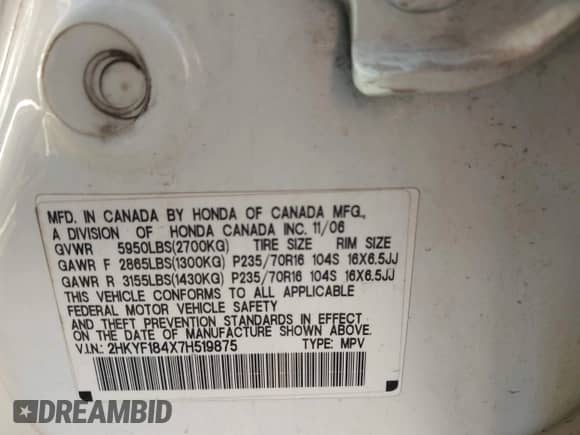 MFD. IN CANADA BY HONDA OF CANADA MFG.,
A DIVISION OF HONDA CANADA INC. 11/06
GVWR 5950LBS(2700KG) TIRE SIZE RIM SIZE
GAWR F 2865LBS(1300KG) P235/70R16 104S 16X6.5JJ
GAWR R 3155LBS(1430KG) P235/70R16 104S 16X6.5JJ
THIS VEHICLE CONFORMS TO ALL APPLICABLE
FEDERAL MOTOR VEHICLE SAFETY
AND THEFT PREVENTION STANDARDS IN EFFECT
ON THE DATE OF MANUFACTURE SHOWN ABOVE.
V.I.N.: 2HKYF184X7H519875 TYPE: MPV
DREAMBID